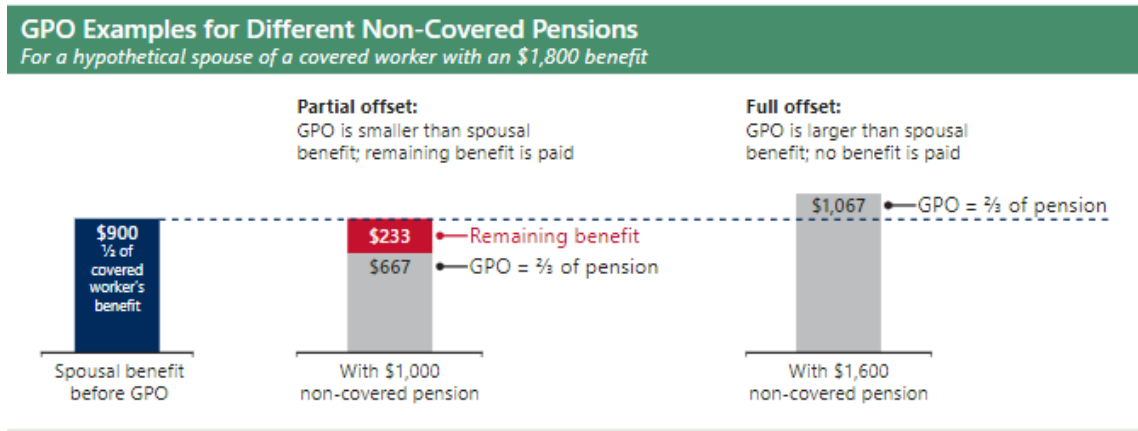 GPO Examples for Different Non-Covered Pensions
For a hypothetical spouse of a covered worker with an $1,800 benefit
Partial offset:
GPO is smaller than spousal
benefit; remaining benefit is paid
Full offset:
GPO is larger than spousal
benefit; no benefit is paid
$1,067
GPO = ⅔ of pension
$900
½ of
covered
worker's
benefit
$233
Remaining benefit
$667
GPO = ⅔ of pension
Spousal benefit
before GPO
With $1,000
non-covered pension
With $1,600
non-covered pension